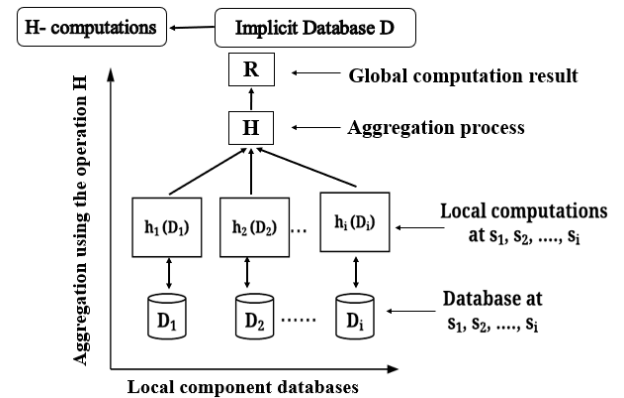 H- computations
Implicit Database D
R
Global computation result
H
Aggregation process
h₁(D₁)
h₂(D₂)
...
hᵢ(Dᵢ)
Local computations
at s₁, s₂, ...., sᵢ
D₁
D₂
......
Dᵢ
Database at
s₁, s₂, ...., sᵢ
Aggregation using the operation H
Local component databases